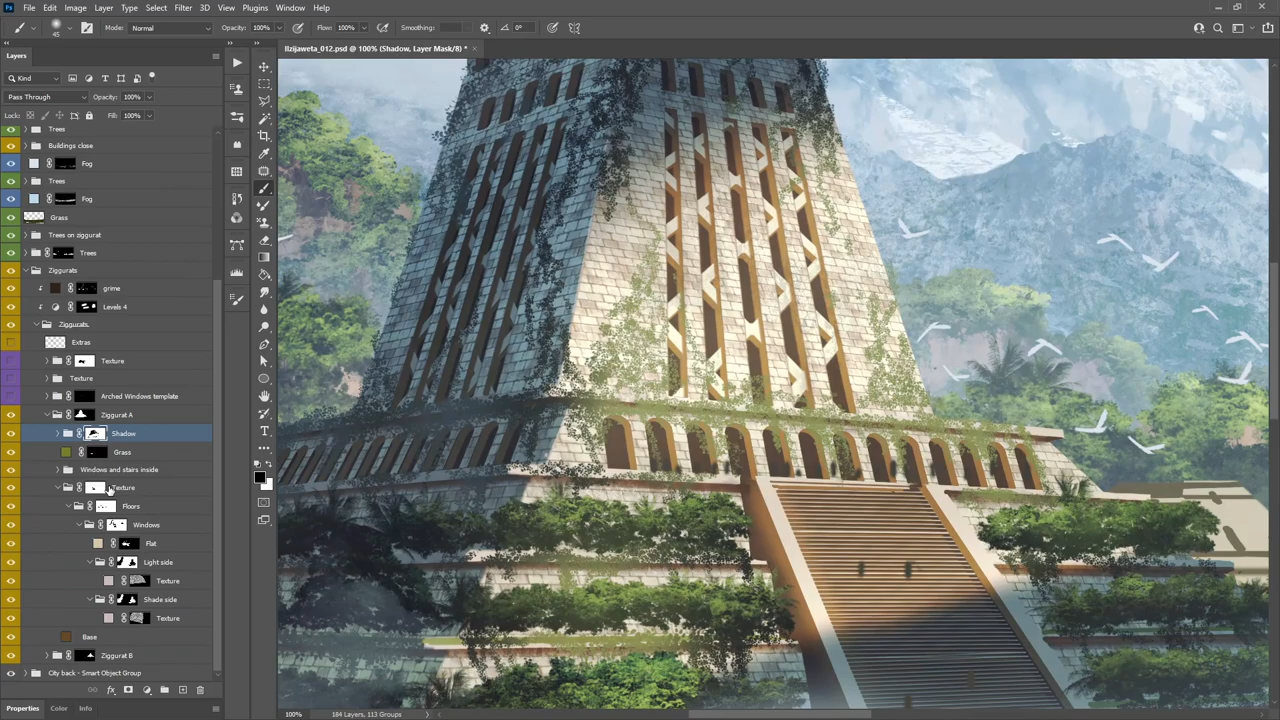 Ps File Edit Image Layer Type Select Filter 3D View Plugins Window Help
45 Mode: Normal Opacity: 100% Flow: 100% Smoothing: 0°
Ilzijaweta_012.psd @ 100% (Shadow, Layer Mask/8) * ×
Layers
Kind
Pass Through Opacity: 100%
Lock: Fill: 100%
Trees
Buildings close
Fog
Trees
Fog
Grass
Trees on ziggurat
Trees
Ziggurats
grime
Levels 4
Ziggurats.
Extras
Texture
Texture
Arched Windows template
Ziggurat A
Shadow
Grass
Windows and stairs inside
Texture
Floors
Windows
Flat
Light side
Texture
Shade side
Texture
Base
Ziggurat B
City back - Smart Object Group
fx
Properties Color Info
100% 184 Layers, 113 Groups